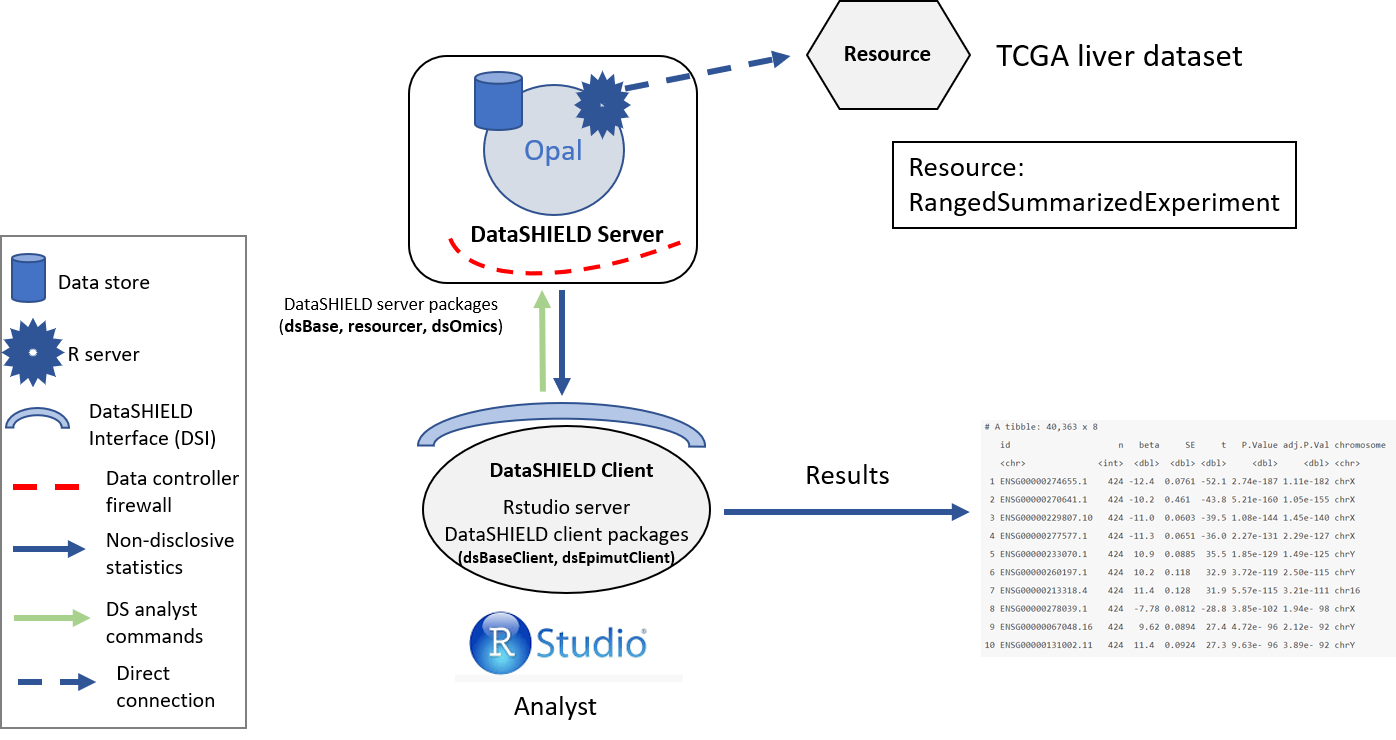 Resource
TCGA liver dataset
Resource:
RangedSummarizedExperiment
Opal
DataSHIELD Server
DataSHIELD server packages
(dsBase, resourcer, dsOmics)
Data store
R server
DataSHIELD
Interface (DSI)
Data controller
firewall
Non-disclosive
statistics
DS analyst
commands
Direct
connection
DataSHIELD Client
Rstudio server
DataSHIELD client packages
(dsBaseClient, dsEpimutClient)
R Studio
Analyst
Results
# A tibble: 40,363 x 8
id n beta SE t P.Value adj.P.Val chromosome
<chr> <int> <dbl> <dbl> <dbl> <dbl> <dbl> <chr>
1 ENSG00000274655.1 424 -12.4 0.0761 -52.1 2.74e-187 1.11e-182 chrX
2 ENSG00000270641.1 424 -10.2 0.461 -43.8 5.21e-160 1.05e-155 chrX
3 ENSG00000229807.10 424 -11.0 0.0603 -39.5 1.08e-144 1.45e-140 chrX
4 ENSG00000277577.1 424 -11.3 0.0651 -36.0 2.27e-131 2.29e-127 chrX
5 ENSG00000233070.1 424 10.9 0.0885 35.5 1.85e-129 1.49e-125 chrY
6 ENSG00000260197.1 424 10.2 0.118 32.9 3.72e-119 2.50e-115 chrY
7 ENSG00000213318.4 424 11.4 0.128 31.9 5.57e-115 3.21e-111 chr16
8 ENSG00000278039.1 424 -7.78 0.0812 -28.8 3.85e-102 1.94e- 98 chrX
9 ENSG00000067048.16 424 9.62 0.0894 27.4 4.72e- 96 2.12e- 92 chrY
10 ENSG00000131002.11 424 11.4 0.0924 27.3 9.63e- 96 3.89e- 92 chrY